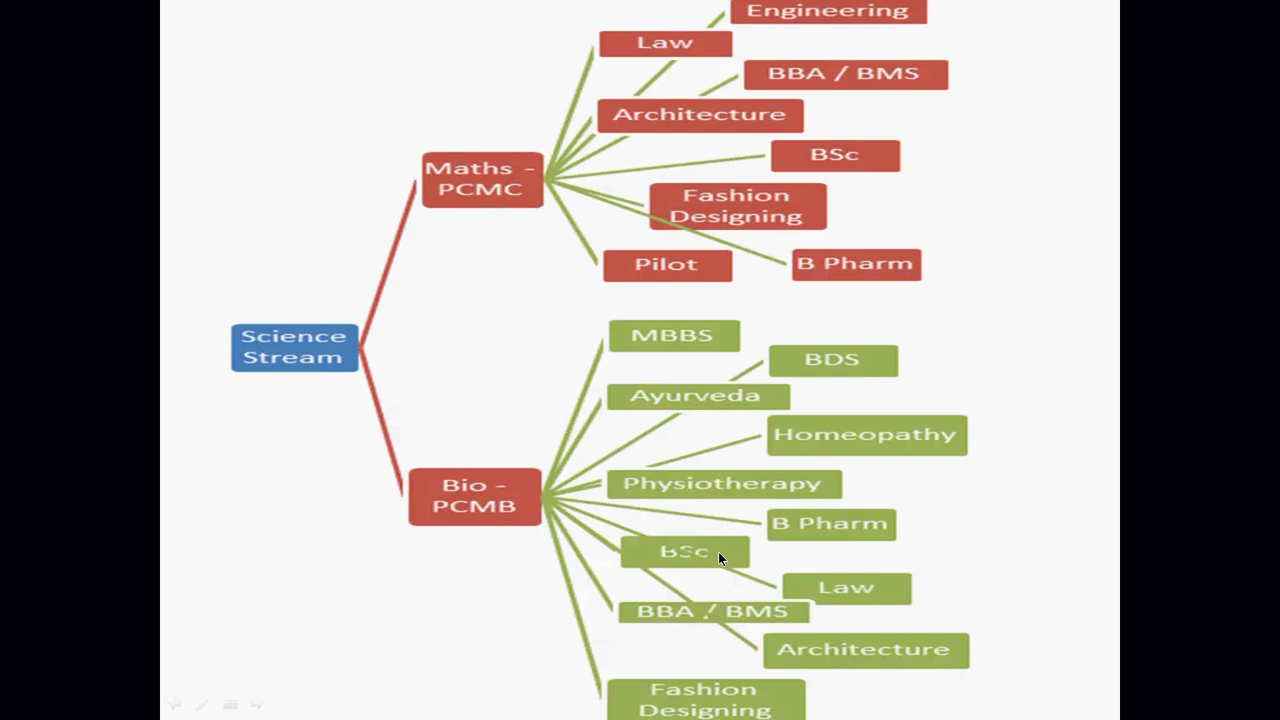 Engineering
Law
BBA / BMS
Architecture
Maths -
PCMC
BSc
Fashion
Designing
Pilot
B Pharm
Science
Stream
MBBS
BDS
Ayurveda
Homeopathy
Bio -
PCMB
Physiotherapy
B Pharm
BSc
Law
BBA / BMS
Architecture
Fashion
Designing